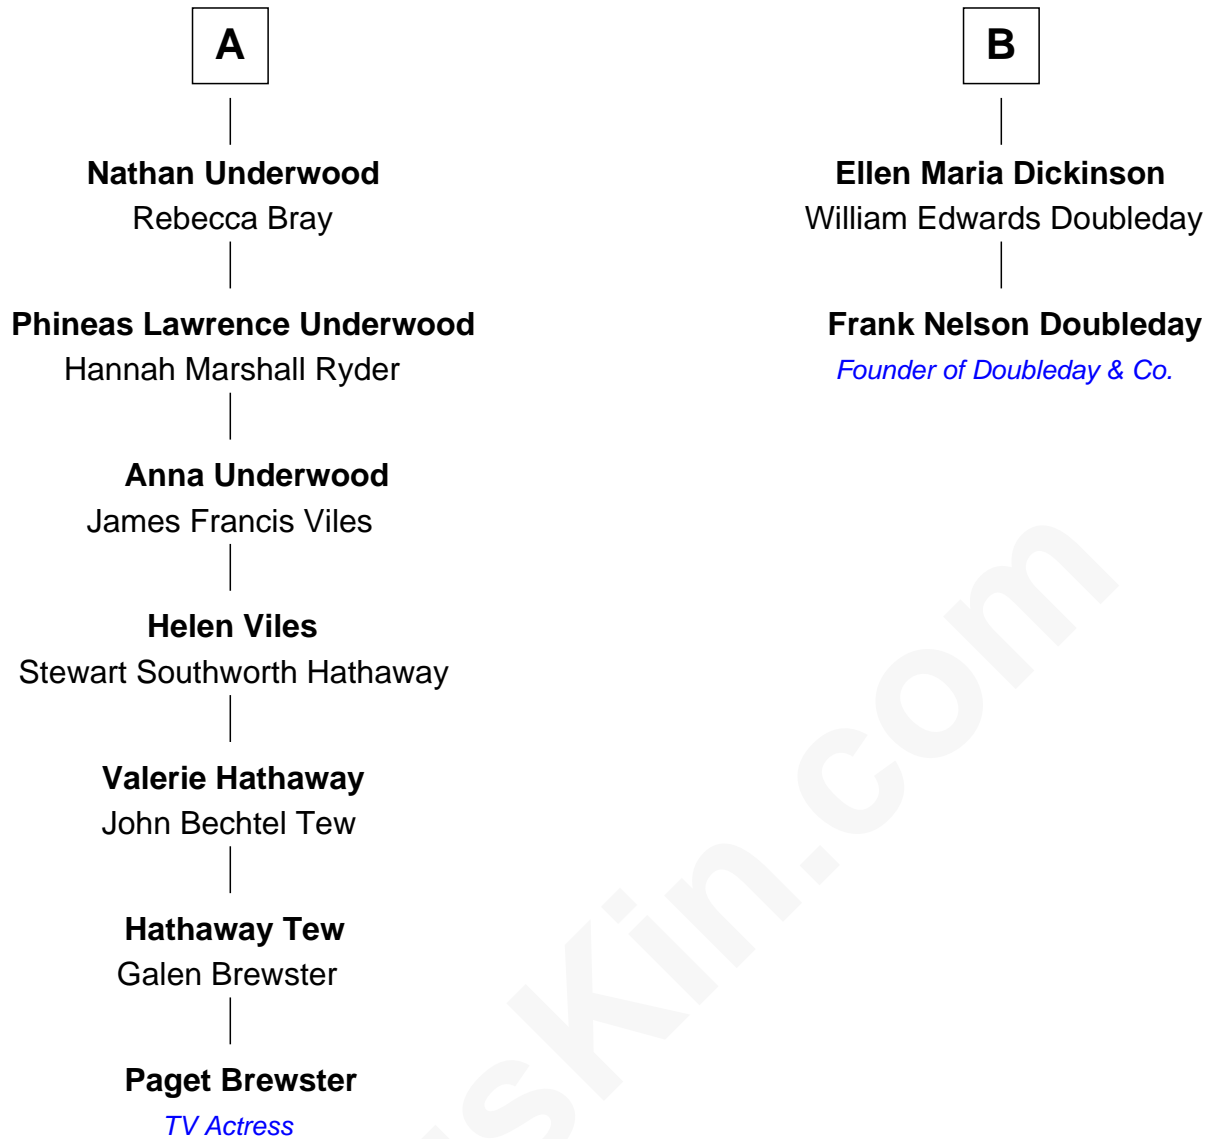 A
Nathan Underwood
Rebecca Bray
Phineas Lawrence Underwood
Hannah Marshall Ryder
Anna Underwood
James Francis Viles
Helen Viles
Stewart Southworth Hathaway
Valerie Hathaway
John Bechtel Tew
Hathaway Tew
Galen Brewster
Paget Brewster
TV Actress
B
Ellen Maria Dickinson
William Edwards Doubleday
Frank Nelson Doubleday
Founder of Doubleday & Co.
sKin.com